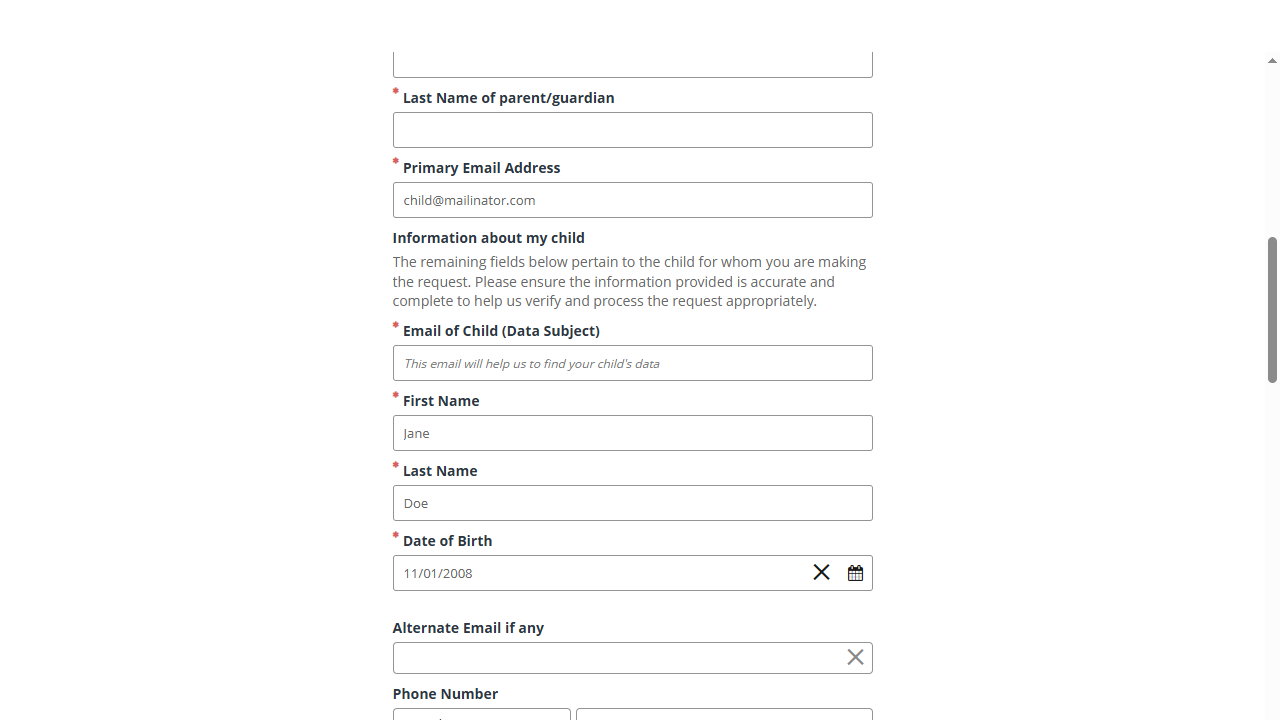 * Last Name of parent/guardian
* Primary Email Address
child@mailinator.com
Information about my child
The remaining fields below pertain to the child for whom you are making
the request. Please ensure the information provided is accurate and
complete to help us verify and process the request appropriately.
* Email of Child (Data Subject)
This email will help us to find your child's data
* First Name
Jane
* Last Name
Doe
* Date of Birth
11/01/2008
Alternate Email if any
Phone Number